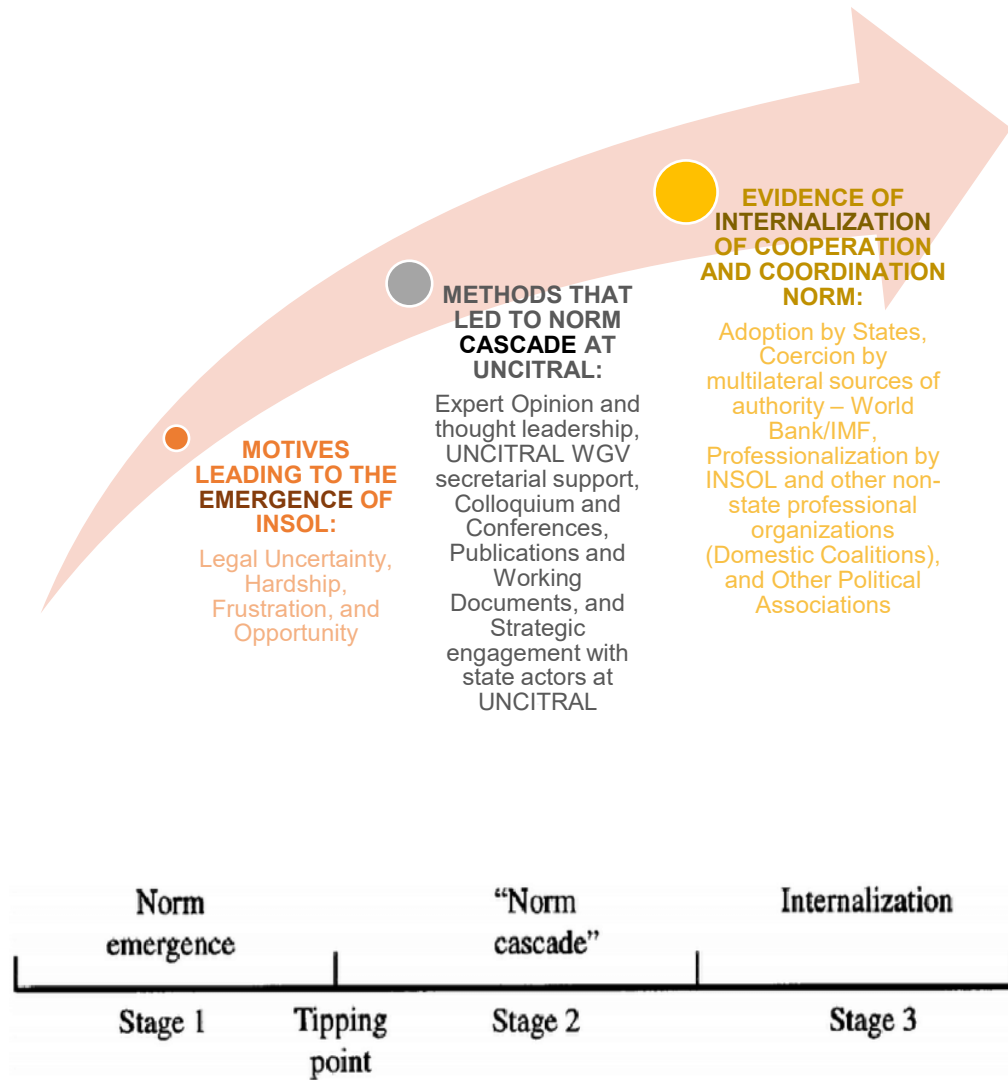 MOTIVES
LEADING TO THE
EMERGENCE OF
INSOL:
Legal Uncertainty,
Hardship,
Frustration, and
Opportunity
METHODS THAT
LED TO NORM
CASCADE AT
UNCITRAL:
Expert Opinion and
thought leadership,
UNCITRAL WGV
secretarial support,
Colloquium and
Conferences,
Publications and
Working
Documents, and
Strategic
engagement with
state actors at
UNCITRAL
EVIDENCE OF
INTERNALIZATION
OF COOPERATION
AND COORDINATION
NORM:
Adoption by States,
Coercion by
multilateral sources of
authority – World
Bank/IMF,
Professionalization by
INSOL and other non-
state professional
organizations
(Domestic Coalitions),
and Other Political
Associations
Norm
emergence
“Norm
cascade”
Internalization
Stage 1
Tipping
point
Stage 2
Stage 3